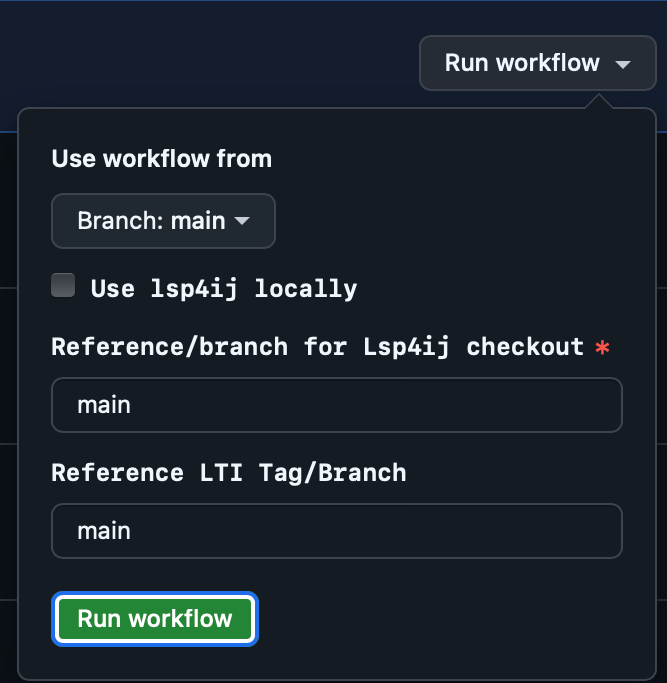 Run workflow
Use workflow from
Branch: main
Use lsp4ij locally
Reference/branch for Lsp4ij checkout *
main
Reference LTI Tag/Branch
main
Run workflow